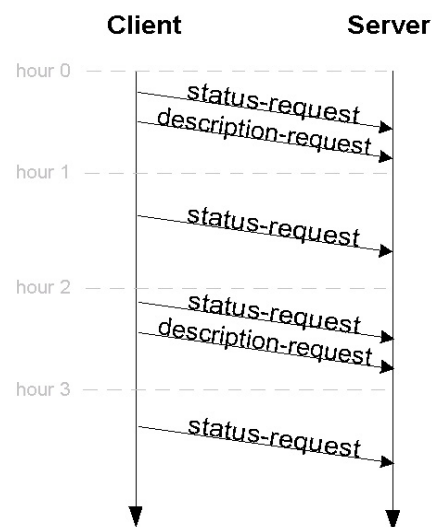 Client Server
hour 0
status-request
description-request
hour 1
status-request
hour 2
status-request
description-request
hour 3
status-request